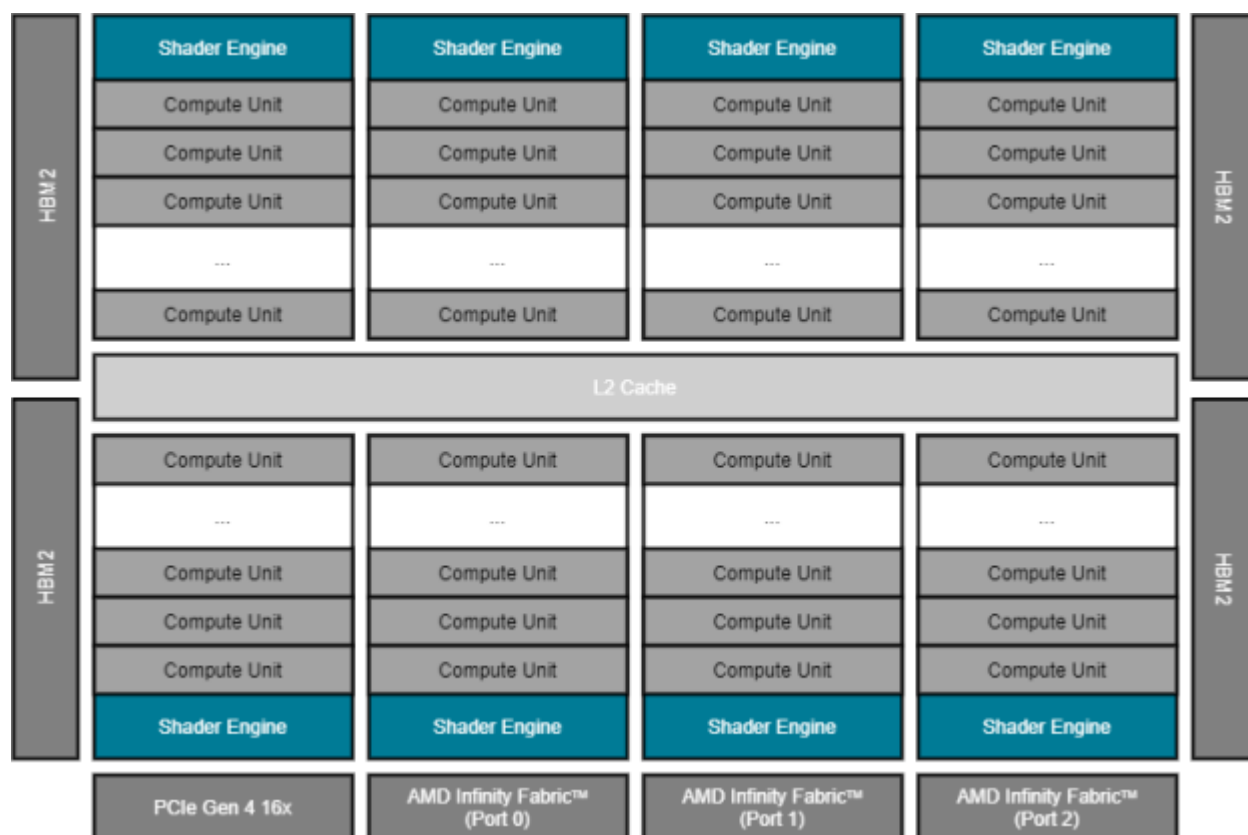 HBM2
Shader Engine
Shader Engine
Shader Engine
Shader Engine
HBM2
Compute Unit
Compute Unit
Compute Unit
Compute Unit
Compute Unit
Compute Unit
Compute Unit
Compute Unit
Compute Unit
Compute Unit
Compute Unit
Compute Unit
...
...
...
...
Compute Unit
Compute Unit
Compute Unit
Compute Unit
L2 Cache
HBM2
Compute Unit
Compute Unit
Compute Unit
Compute Unit
HBM2
...
...
...
...
Compute Unit
Compute Unit
Compute Unit
Compute Unit
Compute Unit
Compute Unit
Compute Unit
Compute Unit
Compute Unit
Compute Unit
Compute Unit
Compute Unit
Shader Engine
Shader Engine
Shader Engine
Shader Engine
PCIe Gen 4 16x
AMD Infinity Fabric™
(Port 0)
AMD Infinity Fabric™
(Port 1)
AMD Infinity Fabric™
(Port 2)